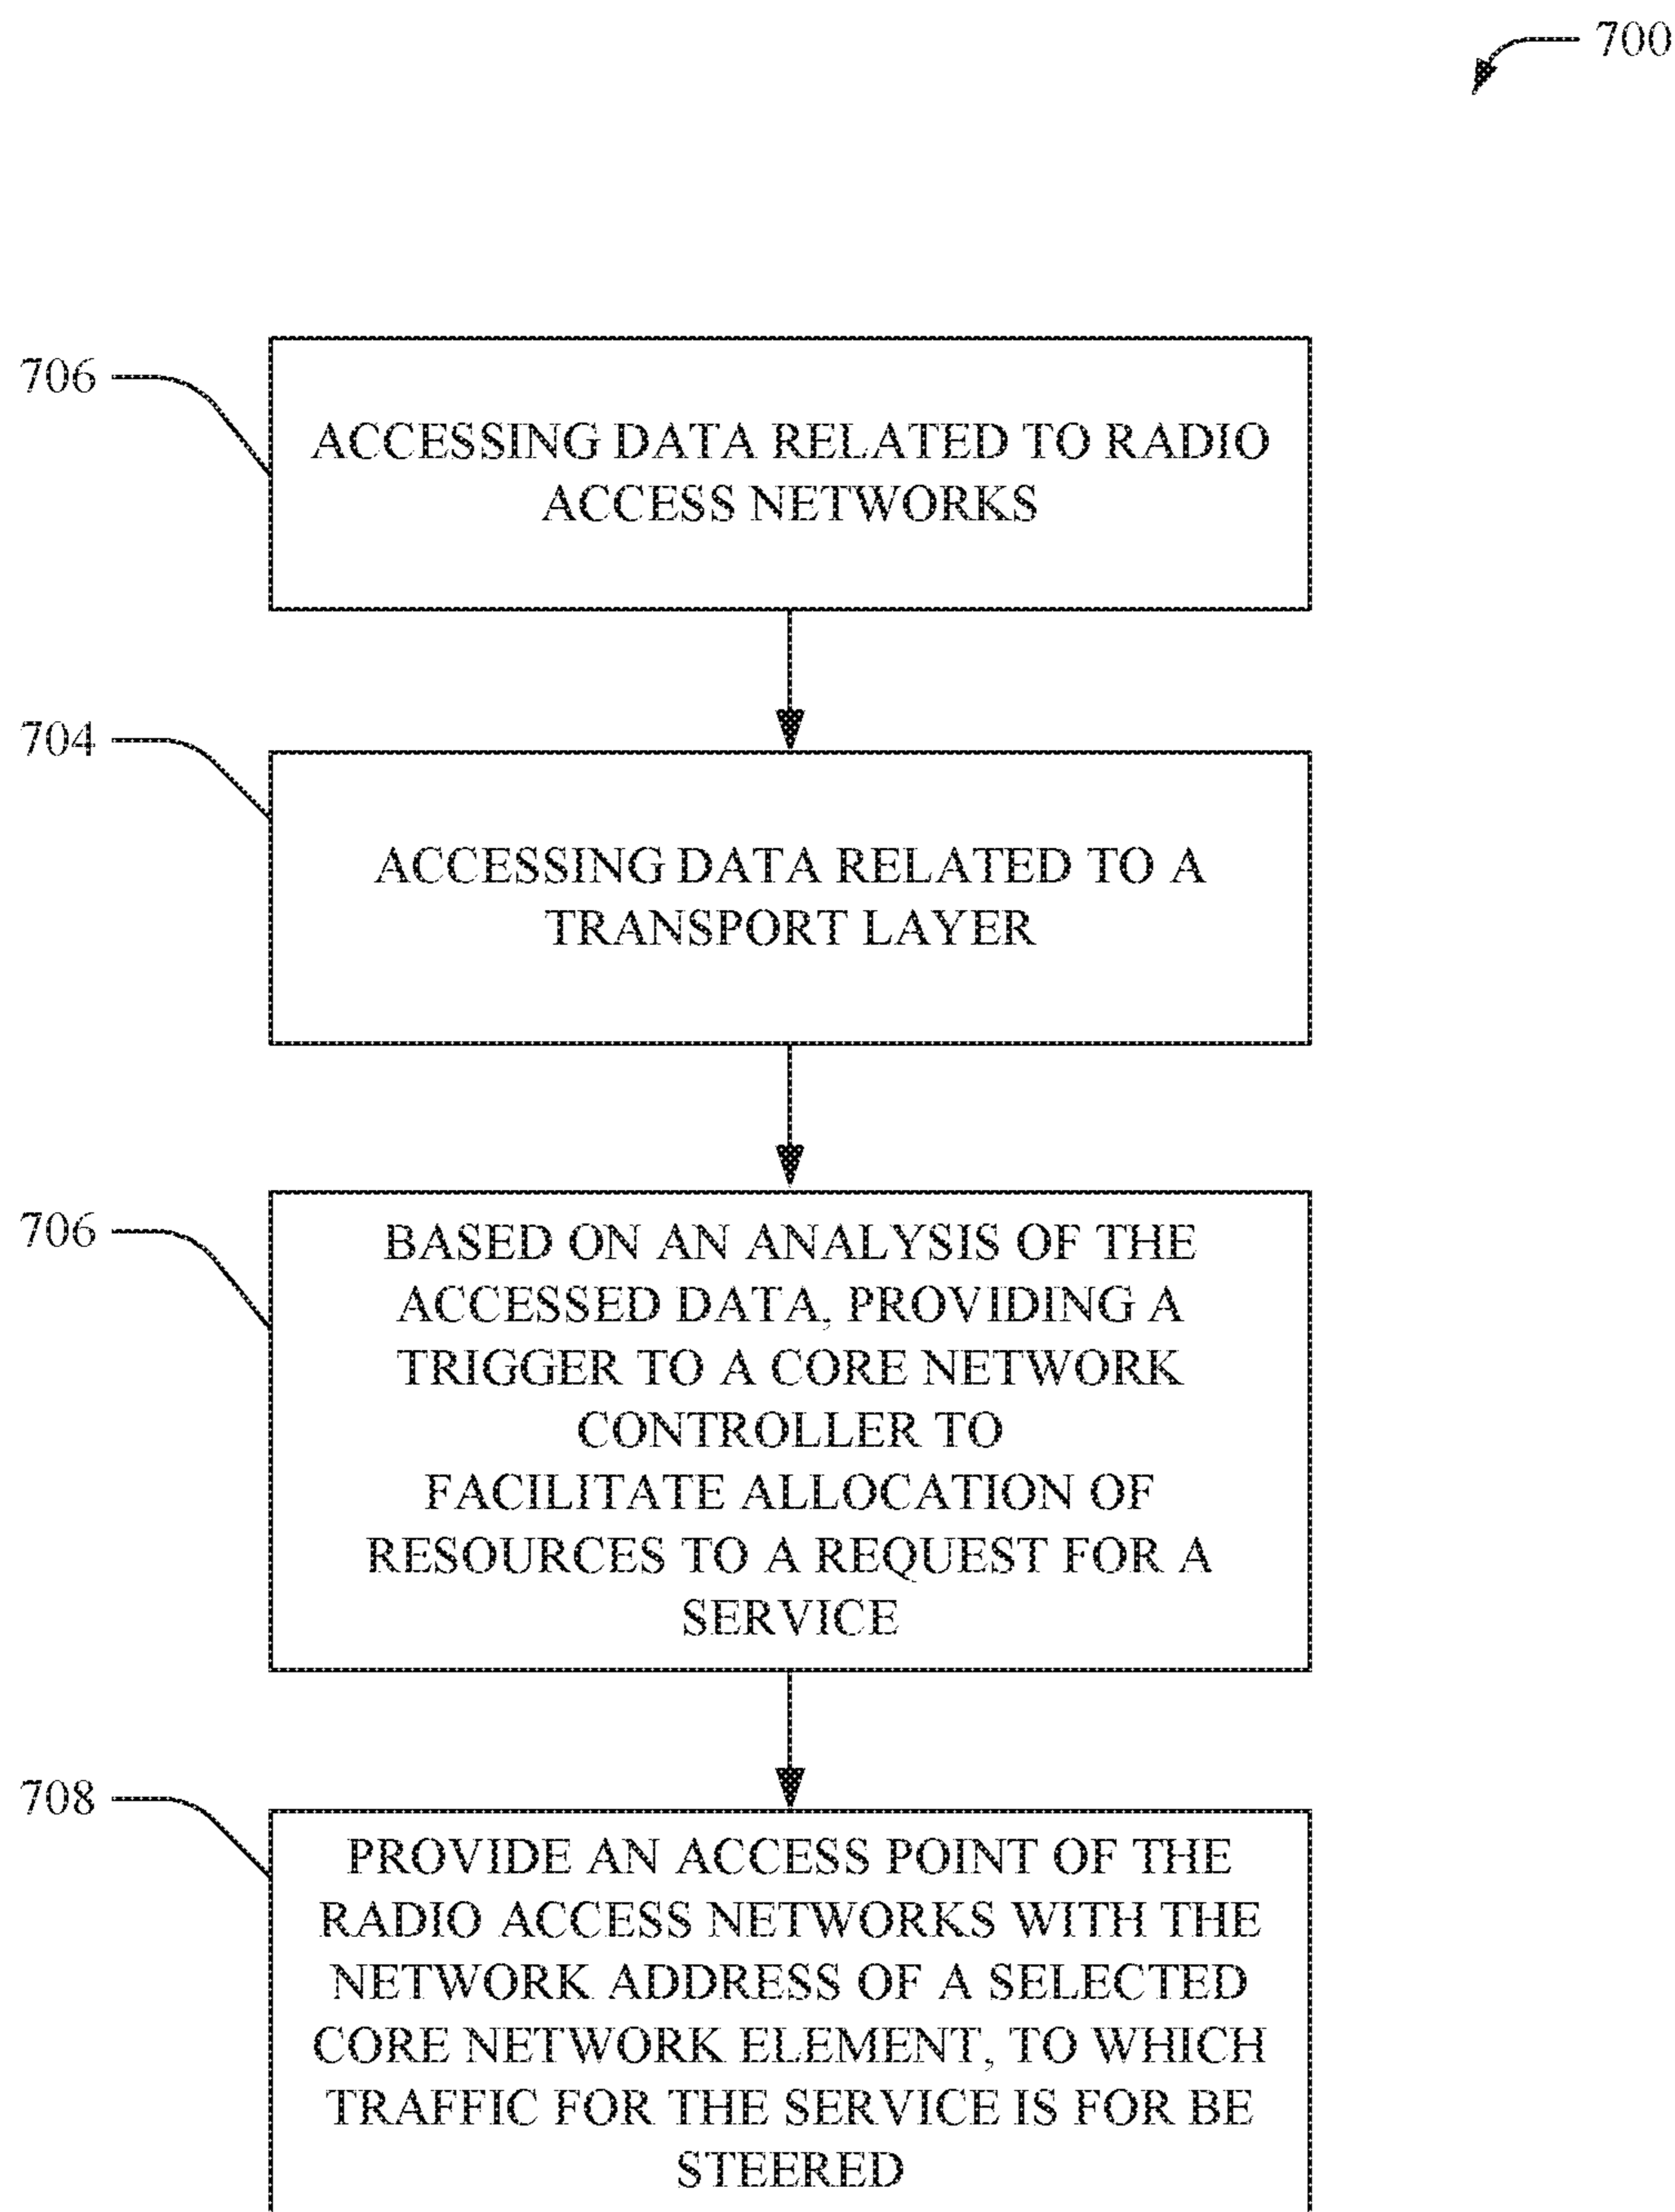 700
706
ACCESSING DATA RELATED TO RADIO
ACCESS NETWORKS
704
ACCESSING DATA RELATED TO A
TRANSPORT LAYER
706
BASED ON AN ANALYSIS OF THE
ACCESSED DATA, PROVIDING A
TRIGGER TO A CORE NETWORK
CONTROLLER TO
FACILITATE ALLOCATION OF
RESOURCES TO A REQUEST FOR A
SERVICE
708
PROVIDE AN ACCESS POINT OF THE
RADIO ACCESS NETWORKS WITH THE
NETWORK ADDRESS OF A SELECTED
CORE NETWORK ELEMENT, TO WHICH
TRAFFIC FOR THE SERVICE IS FOR BE
STEERED